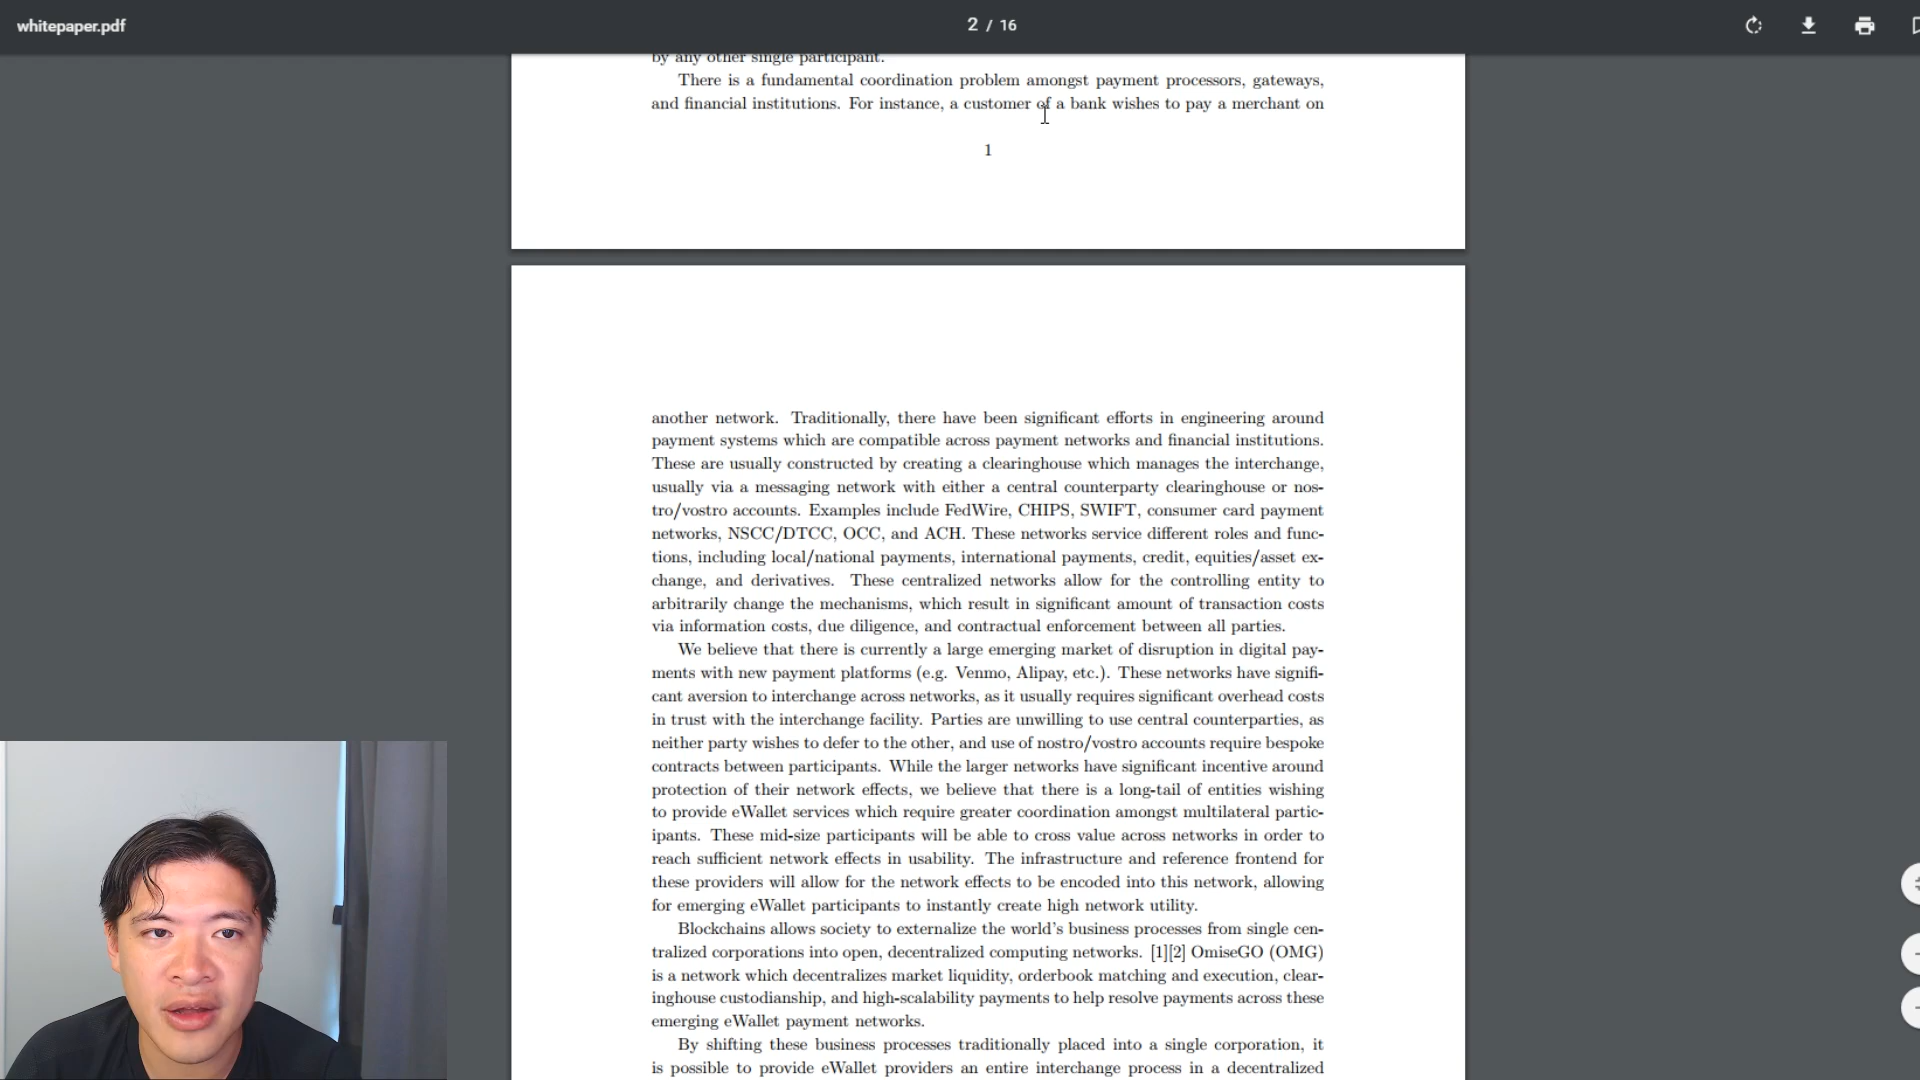 whitepaper.pdf
2 / 16
by any other single participant.
There is a fundamental coordination problem amongst payment processors, gateways,
and financial institutions. For instance, a customer of a bank wishes to pay a merchant on
1
another network. Traditionally, there have been significant efforts in engineering around
payment systems which are compatible across payment networks and financial institutions.
These are usually constructed by creating a clearinghouse which manages the interchange,
usually via a messaging network with either a central counterparty clearinghouse or nos-
tro/vostro accounts. Examples include FedWire, CHIPS, SWIFT, consumer card payment
networks, NSCC/DTCC, OCC, and ACH. These networks service different roles and func-
tions, including local/national payments, international payments, credit, equities/asset ex-
change, and derivatives. These centralized networks allow for the controlling entity to
arbitrarily change the mechanisms, which result in significant amount of transaction costs
via information costs, due diligence, and contractual enforcement between all parties.
We believe that there is currently a large emerging market of disruption in digital pay-
ments with new payment platforms (e.g. Venmo, Alipay, etc.). These networks have signifi-
cant aversion to interchange across networks, as it usually requires significant overhead costs
in trust with the interchange facility. Parties are unwilling to use central counterparties, as
neither party wishes to defer to the other, and use of nostro/vostro accounts require bespoke
contracts between participants. While the larger networks have significant incentive around
protection of their network effects, we believe that there is a long-tail of entities wishing
to provide eWallet services which require greater coordination amongst multilateral partic-
ipants. These mid-size participants will be able to cross value across networks in order to
reach sufficient network effects in usability. The infrastructure and reference frontend for
these providers will allow for the network effects to be encoded into this network, allowing
for emerging eWallet participants to instantly create high network utility.
Blockchains allows society to externalize the world's business processes from single cen-
tralized corporations into open, decentralized computing networks. [1][2] OmiseGO (OMG)
is a network which decentralizes market liquidity, orderbook matching and execution, clear-
inghouse custodianship, and high-scalability payments to help resolve payments across these
emerging eWallet payment networks.
By shifting these business processes traditionally placed into a single corporation, it
is possible to provide eWallet providers an entire interchange process in a decentralized